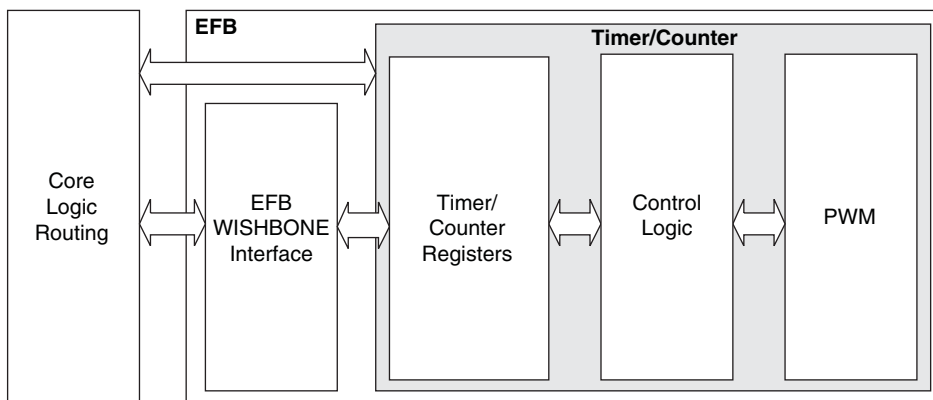 EFB
Timer/Counter
Core
Logic
Routing
EFB
WISHBONE
Interface
Timer/
Counter
Registers
Control
Logic
PWM